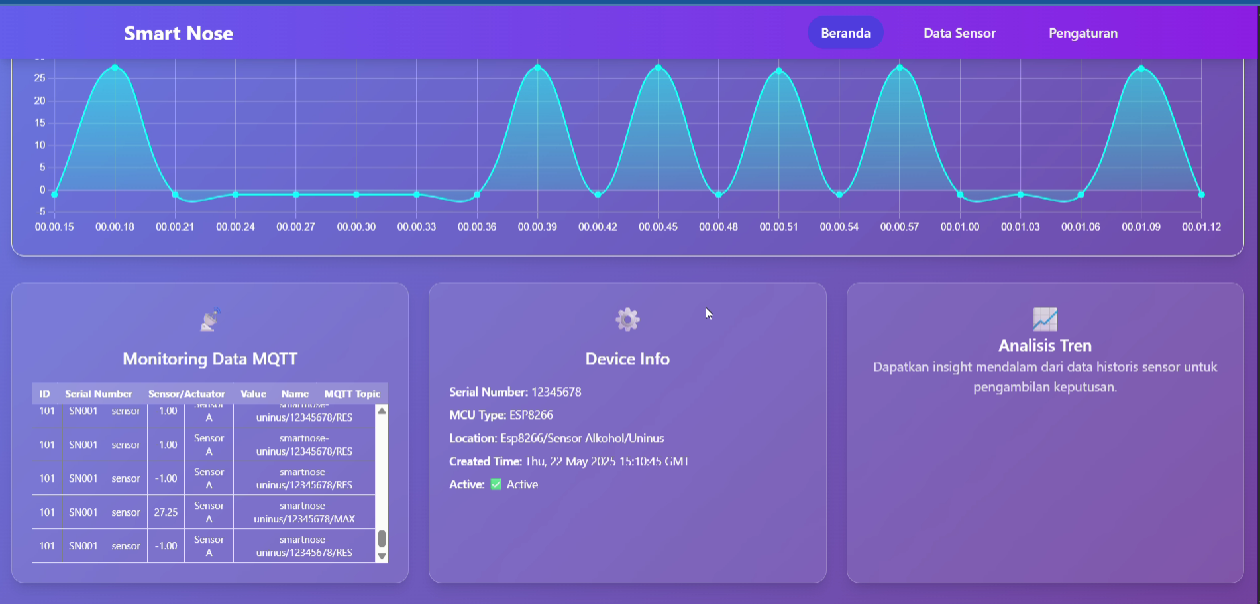 Smart Nose
Beranda Data Sensor Pengaturan
25
20
15
10
5
0
5
00.00.15 00.00.18 00.00.21 00.00.24 00.00.27 00.00.30 00.00.33 00.00.36 00.00.39 00.00.42 00.00.45 00.00.48 00.00.51 00.00.54 00.00.57 00.01.00 00.01.03 00.01.06 00.01.09 00.01.12
Monitoring Data MQTT
ID Serial Number Sensor/Actuator Value Name MQTT Topic
101 SN001 sensor 1.00 Sensor A smartnose-uninus/12345678/RES
101 SN001 sensor 1.00 Sensor A smartnose-uninus/12345678/RES
101 SN001 sensor -1.00 Sensor A smartnose-uninus/12345678/RES
101 SN001 sensor 27.25 Sensor A smartnose-uninus/12345678/MAX
101 SN001 sensor -1.00 Sensor A smartnose-uninus/12345678/RES
Device Info
Serial Number: 12345678
MCU Type: ESP8266
Location: Esp8266/Sensor Alkohol/Uninus
Created Time: Thu, 22 May 2025 15:10:45 GMT
Active: ✅ Active
Analisis Tren
Dapatkan insight mendalam dari data historis sensor untuk
pengambilan keputusan.